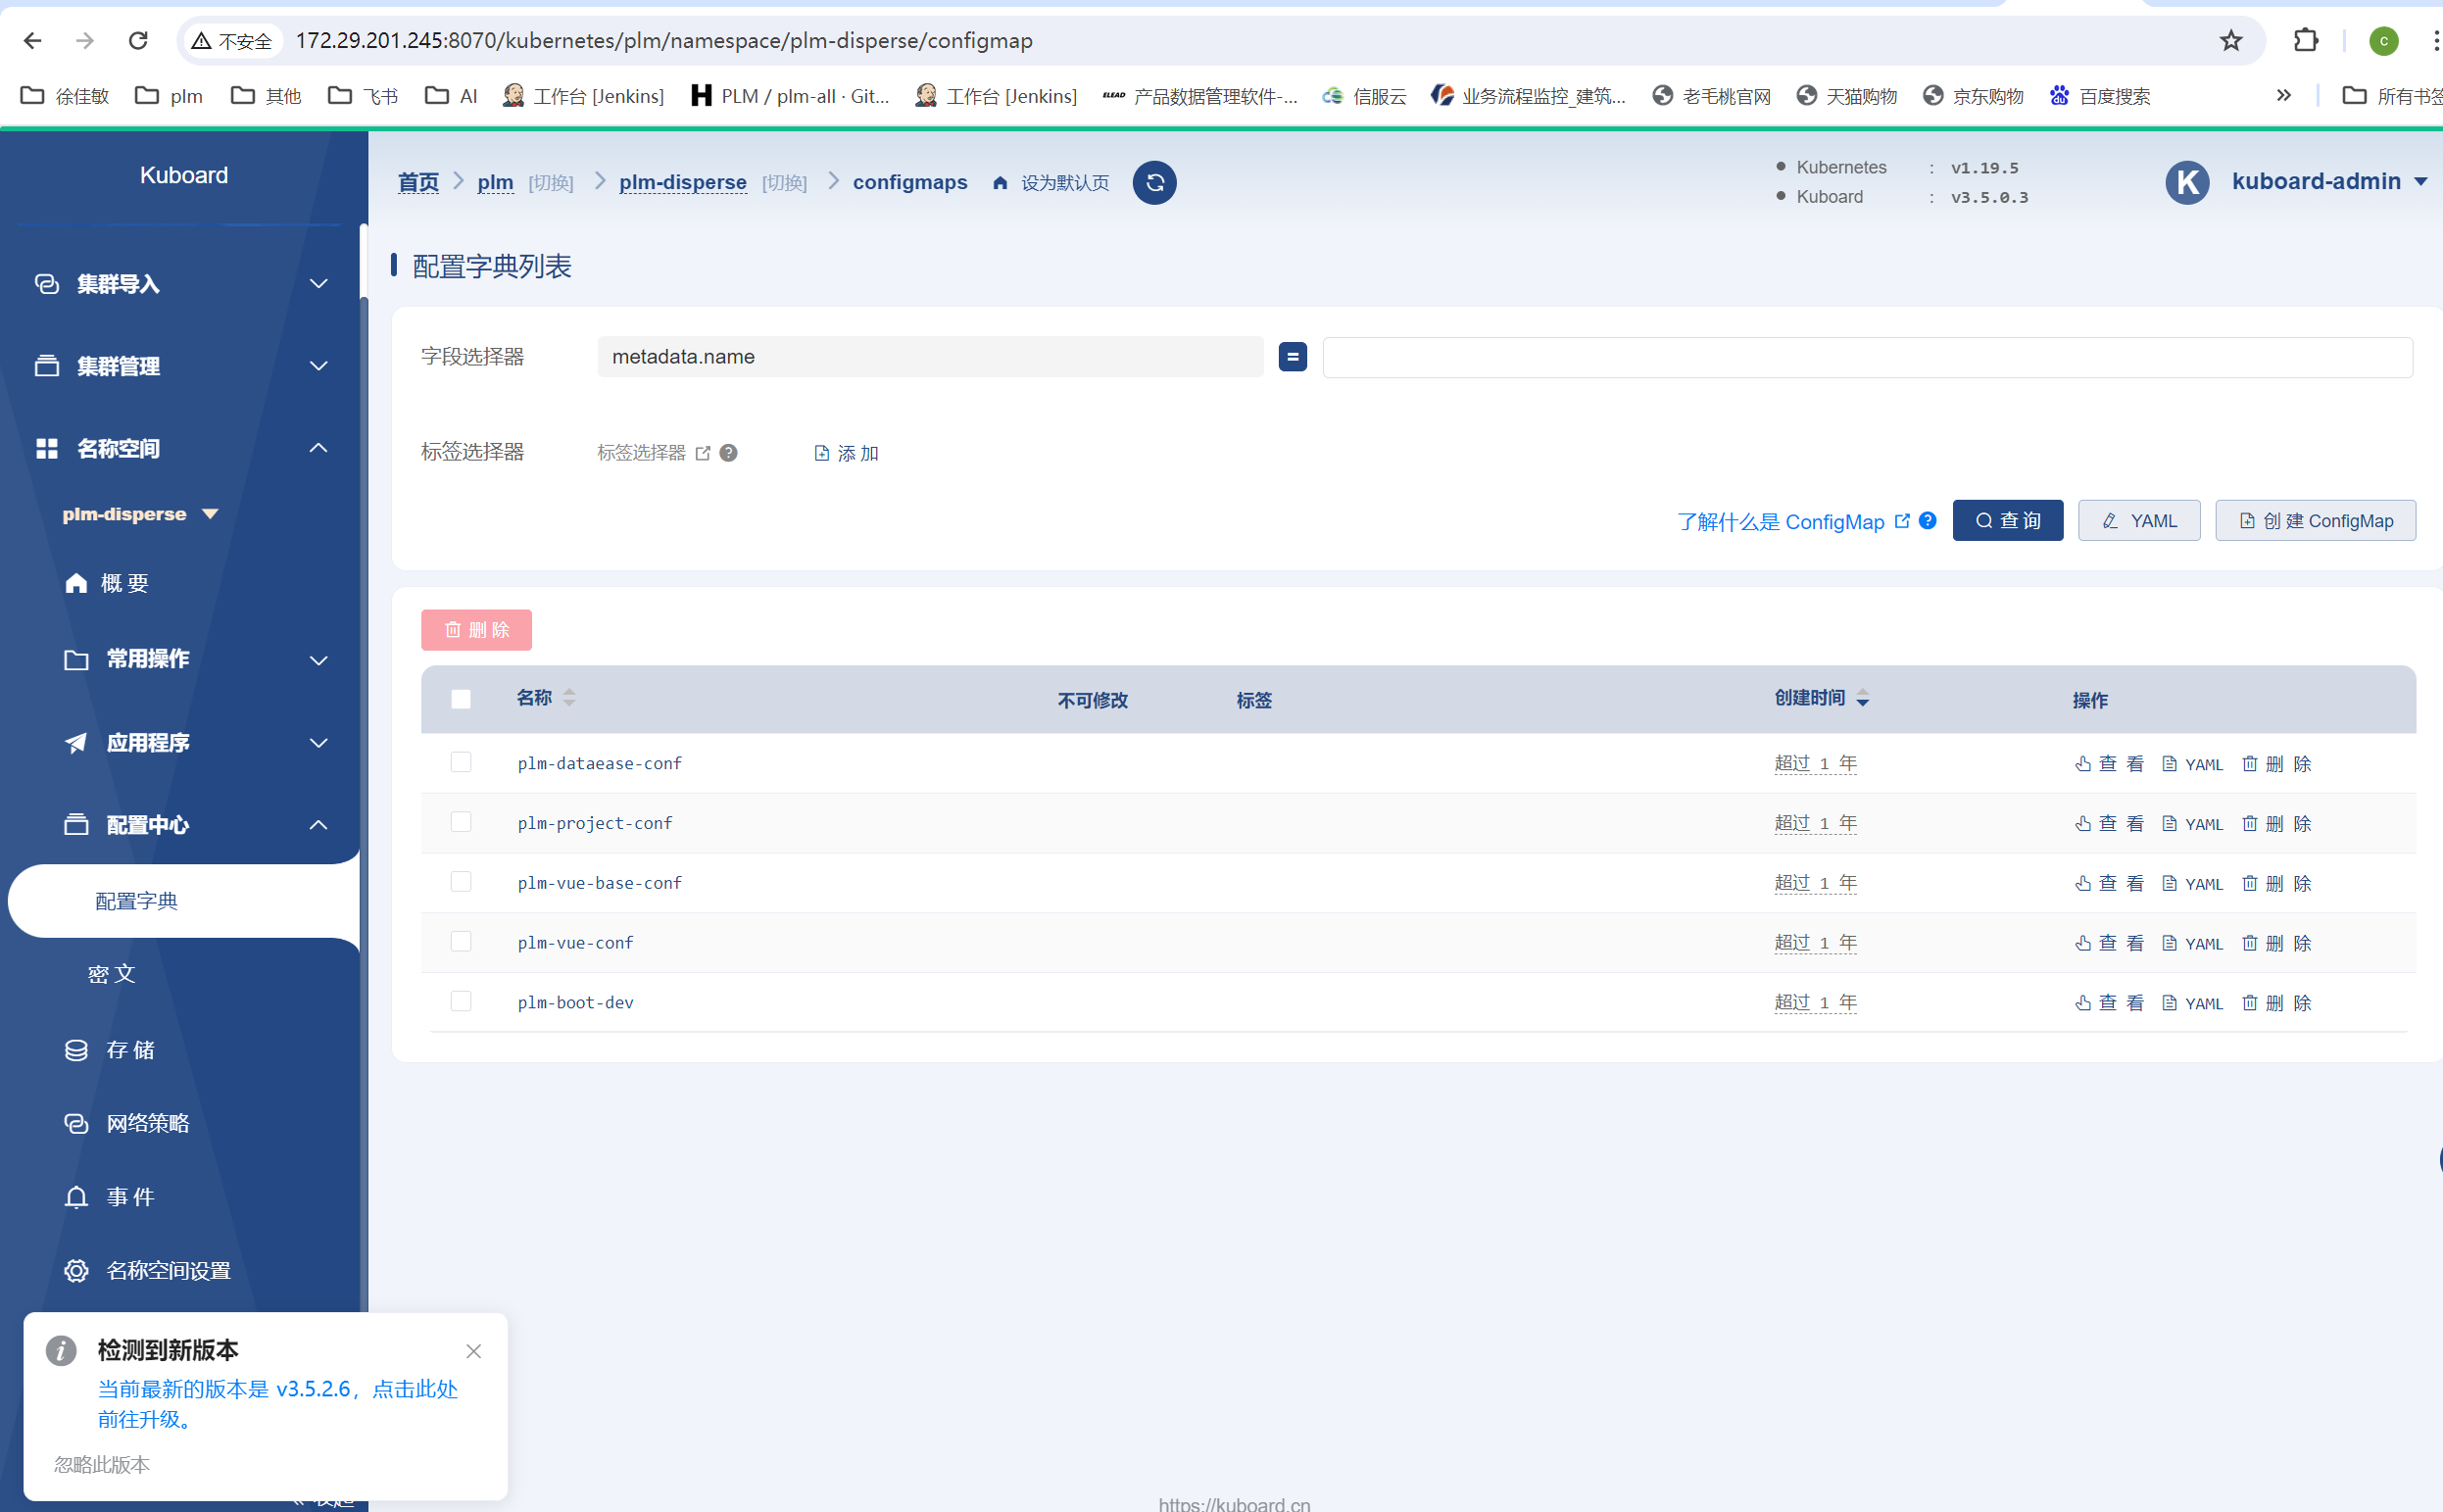 不安全 172.29.201.245:8070/kubernetes/plm/namespace/plm-disperse/configmap c
徐佳敏 plm 其他 飞书 AI 工作台 [Jenkins] PLM / plm-all · Git... 工作台 [Jenkins] ELEAD 产品数据管理软件-... 信服云 业务流程监控_建筑... 老毛桃官网 天猫购物 京东购物 百度搜索 » 所有书签
Kuboard
集群导入
集群管理
名称空间
plm-disperse
概 要
常用操作
应用程序
配置中心
配置字典
密 文
存 储
网络策略
事 件
名称空间设置
首页 plm [切换] plm-disperse [切换] configmaps 设为默认页
Kubernetes : v1.19.5
Kuboard : v3.5.0.3
K kuboard-admin
配置字典列表
字段选择器 metadata.name =
标签选择器 标签选择器 ? 添 加
了解什么是 ConfigMap ? 查 询 YAML 创 建 ConfigMap
删 除
名称 不可修改 标签 创建时间 操作
plm-dataease-conf 超过 1 年 查 看 YAML 删 除
plm-project-conf 超过 1 年 查 看 YAML 删 除
plm-vue-base-conf 超过 1 年 查 看 YAML 删 除
plm-vue-conf 超过 1 年 查 看 YAML 删 除
plm-boot-dev 超过 1 年 查 看 YAML 删 除
检测到新版本
当前最新的版本是 v3.5.2.6，点击此处
前往升级。
忽略此版本
https://kuboard.cn